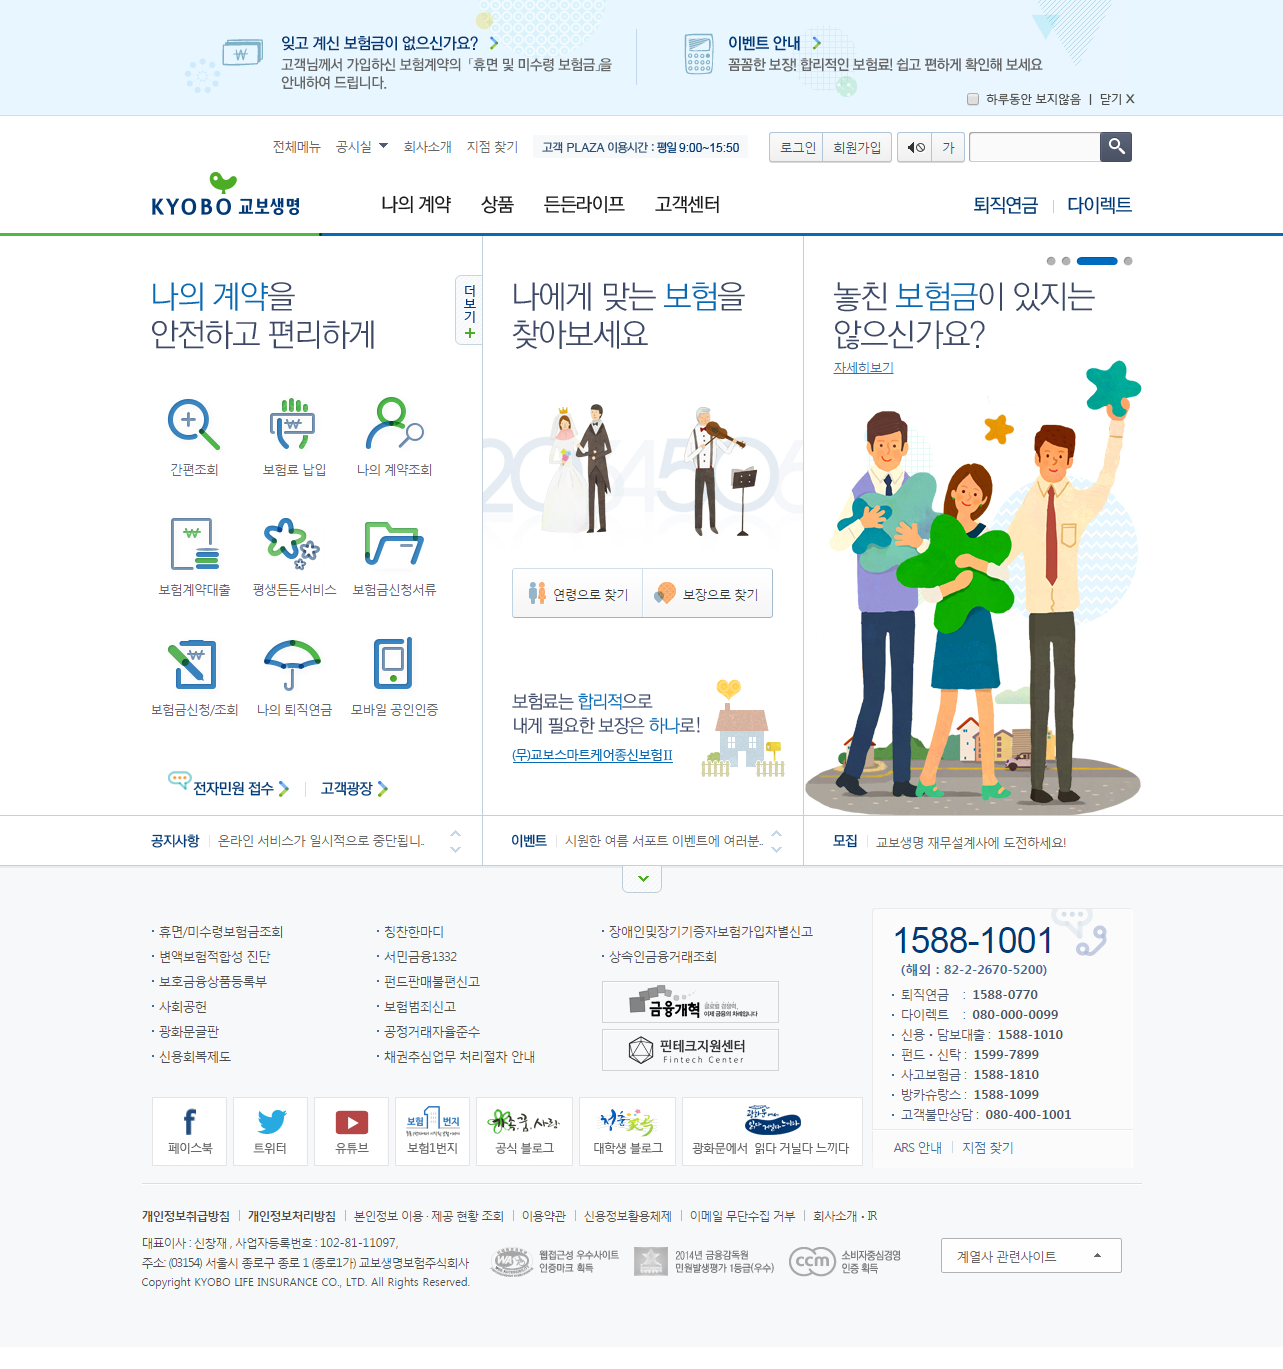 잊고 계신 보험금이 없으신가요?
고객님께서 가입하신 보험계약의 「휴면 및 미수령 보험금」을
안내하여 드립니다.
이벤트 안내
꼼꼼한 보장! 합리적인 보험료! 쉽고 편하게 확인해 보세요
하루동안 보지않음 | 닫기 X
전체메뉴 공시실 회사소개 지점 찾기 고객 PLAZA 이용시간 : 평일 9:00~15:50 로그인 회원가입 가
KYOBO 교보생명
나의 계약 상품 든든라이프 고객센터 퇴직연금 다이렉트
나의 계약을
안전하고 편리하게
더보기
간편조회 보험료 납입 나의 계약조회
보험계약대출 평생든든서비스 보험금신청서류
보험금신청/조회 나의 퇴직연금 모바일 공인인증
전자민원 접수 고객광장
나에게 맞는 보험을
찾아보세요
연령으로 찾기 보장으로 찾기
보험료는 합리적으로
내게 필요한 보장은 하나로!
(무)교보스마트케어종신보험Ⅱ
놓친 보험금이 있지는
않으신가요?
자세히보기
공지사항 온라인 서비스가 일시적으로 중단됩니..
이벤트 시원한 여름 서포트 이벤트에 여러분..
모집 교보생명 재무설계사에 도전하세요!
휴면/미수령보험금조회
변액보험적합성 진단
보호금융상품등록부
사회공헌
광화문글판
신용회복제도
칭찬한마디
서민금융1332
펀드판매불편신고
보험범죄신고
공정거래자율준수
채권추심업무 처리절차 안내
장애인및장기기증자보험가입차별신고
상속인금융거래조회
금융개혁
핀테크지원센터
Fintech Center
1588-1001
(해외 : 82-2-2670-5200)
퇴직연금 : 1588-0770
다이렉트 : 080-000-0099
신용·담보대출 : 1588-1010
펀드·신탁 : 1599-7899
사고보험금 : 1588-1810
방카슈랑스 : 1588-1099
고객불만상담 : 080-400-1001
ARS 안내 지점 찾기
페이스북
트위터
유튜브
보험1번지
보험1번지
가족.꿈.사랑
공식 블로그
대학생 블로그
광화문에서 읽다 거닐다 느끼다
개인정보취급방침 개인정보처리방침 본인정보 이용·제공 현황 조회 이용약관 신용정보활용체제 이메일 무단수집 거부 회사소개·IR
대표이사 : 신창재 , 사업자등록번호 : 102-81-11097,
주소: (03154) 서울시 종로구 종로 1 (종로1가) 교보생명보험주식회사
Copyright KYOBO LIFE INSURANCE CO., LTD. All Rights Reserved.
웹접근성 우수사이트
인증마크 획득
2014년 금융감독원
민원발생평가 1등급(우수)
ccm
소비자중심경영
인증 획득
계열사 관련사이트